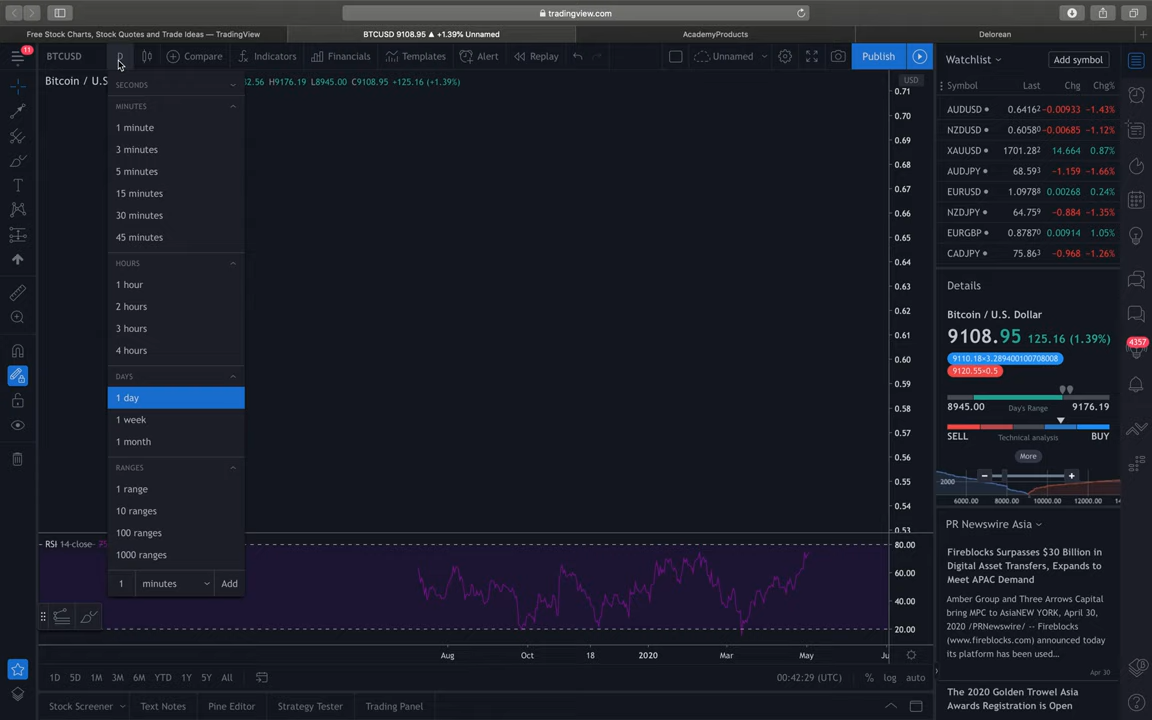 tradingview.com
Free Stock Charts, Stock Quotes and Trade Ideas — TradingView
BTCUSD 9108.95 ▲ +1.39% Unnamed
AcademyProducts
Delorean
11
BTCUSD
D
Compare
Indicators
Financials
Templates
Alert
Replay
Unnamed
Publish
Watchlist
Add symbol
Bitcoin / U.S.
32.56 H9176.19 L8945.00 C9108.95 +125.16 (+1.39%)
USD
SECONDS
MINUTES
1 minute
3 minutes
5 minutes
15 minutes
30 minutes
45 minutes
HOURS
1 hour
2 hours
3 hours
4 hours
DAYS
1 day
1 week
1 month
RANGES
1 range
10 ranges
100 ranges
1000 ranges
1 minutes Add
0.71
0.70
0.69
0.68
0.67
0.66
0.65
0.64
0.63
0.62
0.61
0.60
0.59
0.58
0.57
0.56
0.55
0.54
0.53
RSI 14 close
80.00
60.00
40.00
20.00
Aug Oct 18 2020 Mar May Ju
1D 5D 1M 3M 6M YTD 1Y 5Y All
00:42:29 (UTC) % log auto
Stock Screener Text Notes Pine Editor Strategy Tester Trading Panel
Symbol Last Chg Chg%
AUDUSD 0.6416² -0.00933 -1.43%
NZDUSD 0.6058⁰ -0.00685 -1.12%
XAUUSD 1701.28² 14.664 0.87%
AUDJPY 68.59³ -1.159 -1.66%
EURUSD 1.0978⁸ 0.00268 0.24%
NZDJPY 64.75⁹ -0.884 -1.35%
EURGBP 0.8787⁰ 0.00914 1.05%
CADJPY 75.86³ -0.968 -1.26%
Details
Bitcoin / U.S. Dollar
9108.95 125.16 (1.39%)
9110.18×3.289400100708008
9120.55×0.5
8945.00 Day's Range 9176.19
SELL Technical analysis BUY
More
2000
6000.00 8000.00 10000.00 12000.00
4357
PR Newswire Asia
Fireblocks Surpasses $30 Billion in
Digital Asset Transfers, Expands to
Meet APAC Demand
Amber Group and Three Arrows Capital
bring MPC to AsiaNEW YORK, April 30,
2020 /PRNewswire/ -- Fireblocks
(www.fireblocks.com) announced today
its platform has been used...
Apr 30
The 2020 Golden Trowel Asia
Awards Registration is Open